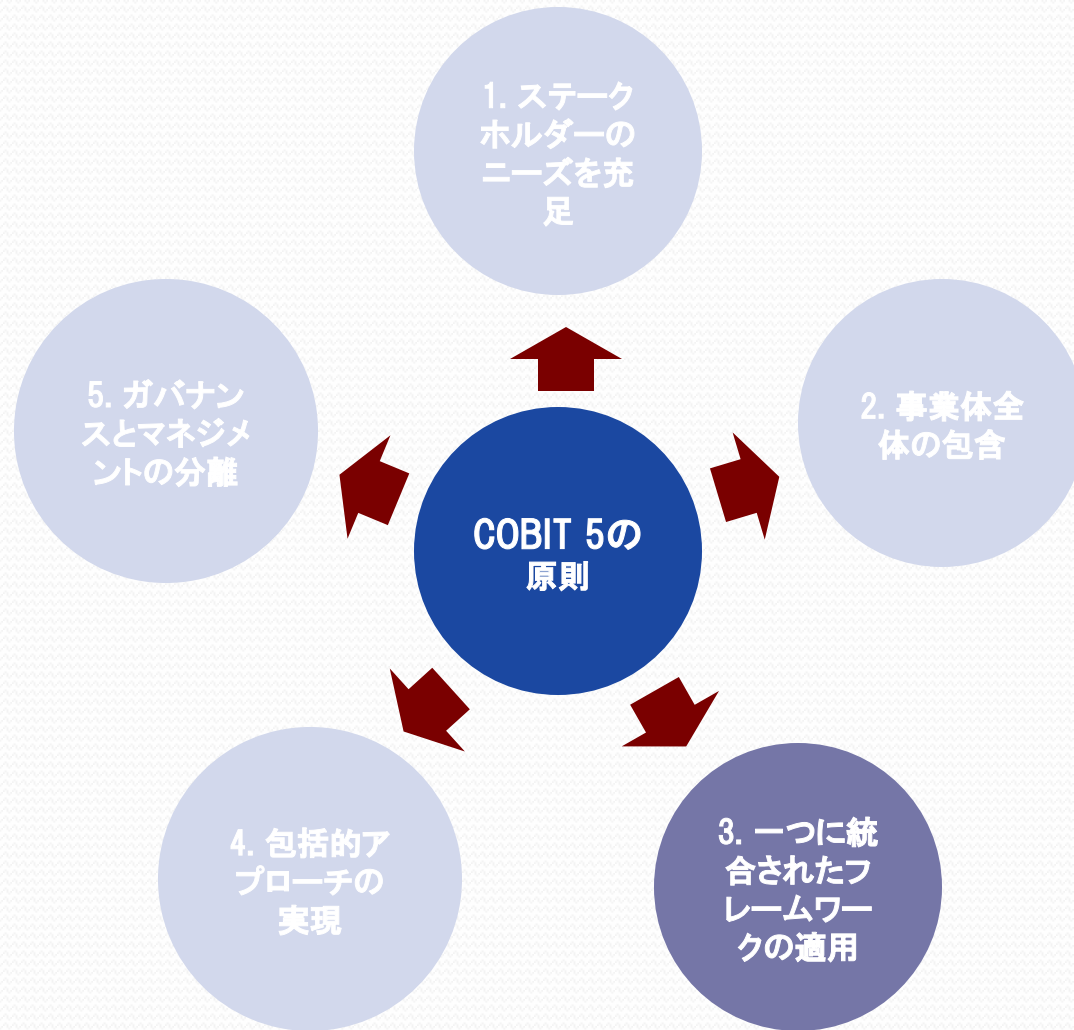 1. ステーク
ホルダーの
ニーズを充
足
5. ガバナン
スとマネジメ
ントの分離
2. 事業体全
体の包含
COBIT 5の
原則
4. 包括的ア
プローチの
実現
3. 一つに統
合されたフ
レームワー
クの適用